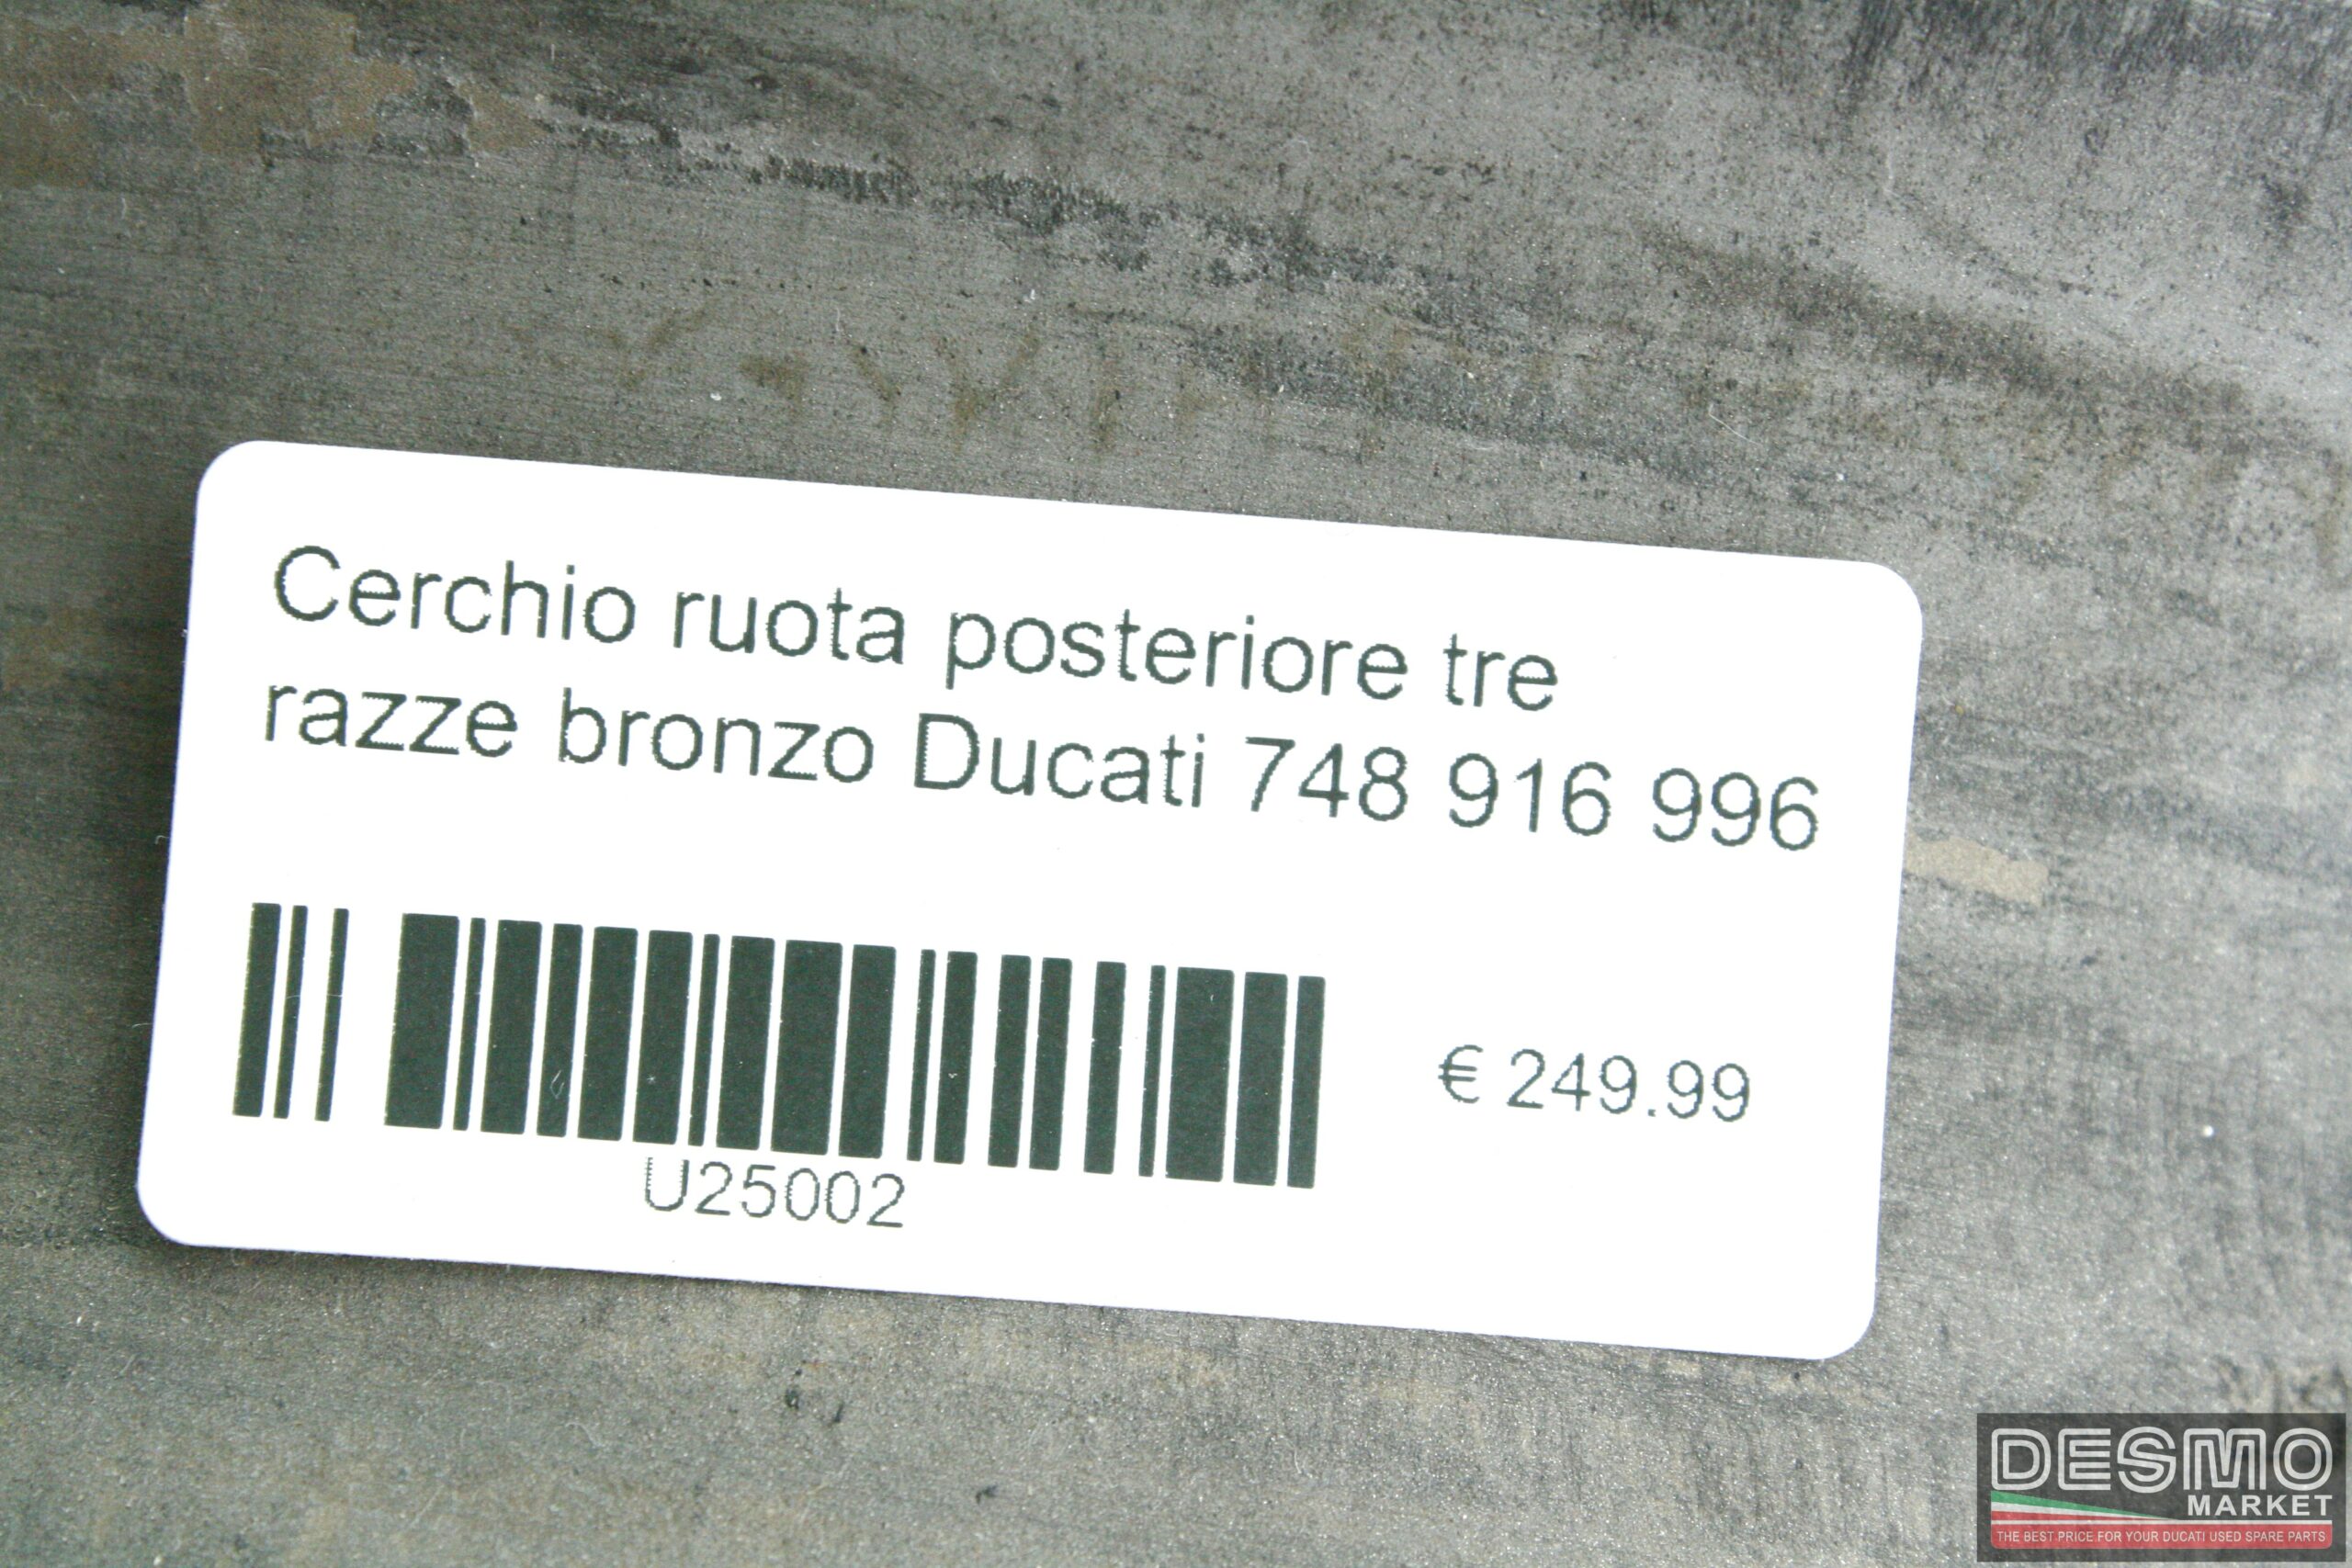 Cerchio ruota posteriore tre
razze bronzo Ducati 748 916 996
€ 249.99
U25002
DESMO
MARKET
THE BEST PRICE FOR YOUR DUCATI USED SPARE PARTS